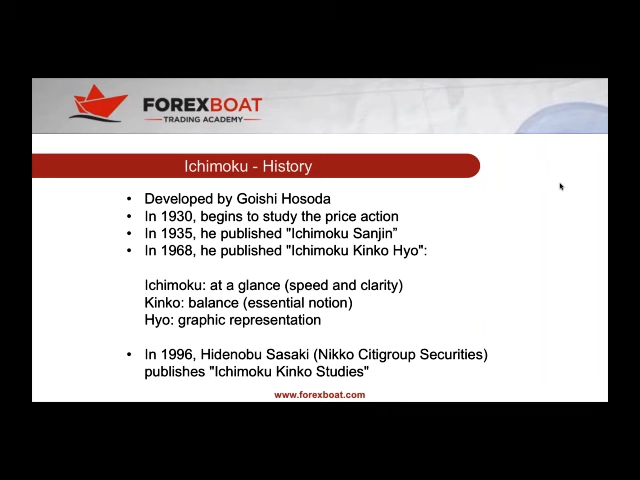 FOREXBOAT
TRADING ACADEMY
Ichimoku - History
• Developed by Goishi Hosoda
• In 1930, begins to study the price action
• In 1935, he published "Ichimoku Sanjin”
• In 1968, he published "Ichimoku Kinko Hyo":
Ichimoku: at a glance (speed and clarity)
Kinko: balance (essential notion)
Hyo: graphic representation
• In 1996, Hidenobu Sasaki (Nikko Citigroup Securities)
publishes "Ichimoku Kinko Studies"
www.forexboat.com